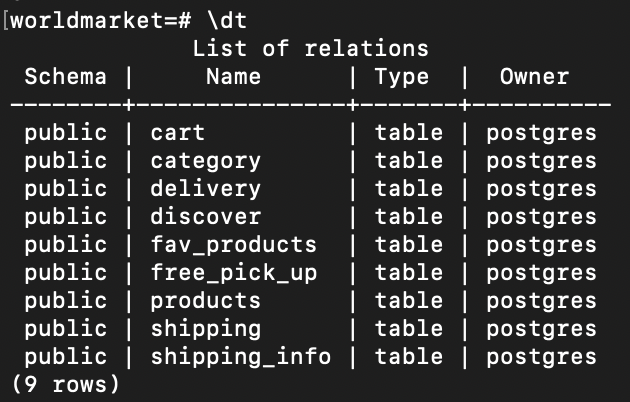 [worldmarket=# \dt
List of relations
Schema | Name | Type | Owner
--------+---------------+-------+----------
public | cart | table | postgres
public | category | table | postgres
public | delivery | table | postgres
public | discover | table | postgres
public | fav_products | table | postgres
public | free_pick_up | table | postgres
public | products | table | postgres
public | shipping | table | postgres
public | shipping_info | table | postgres
(9 rows)